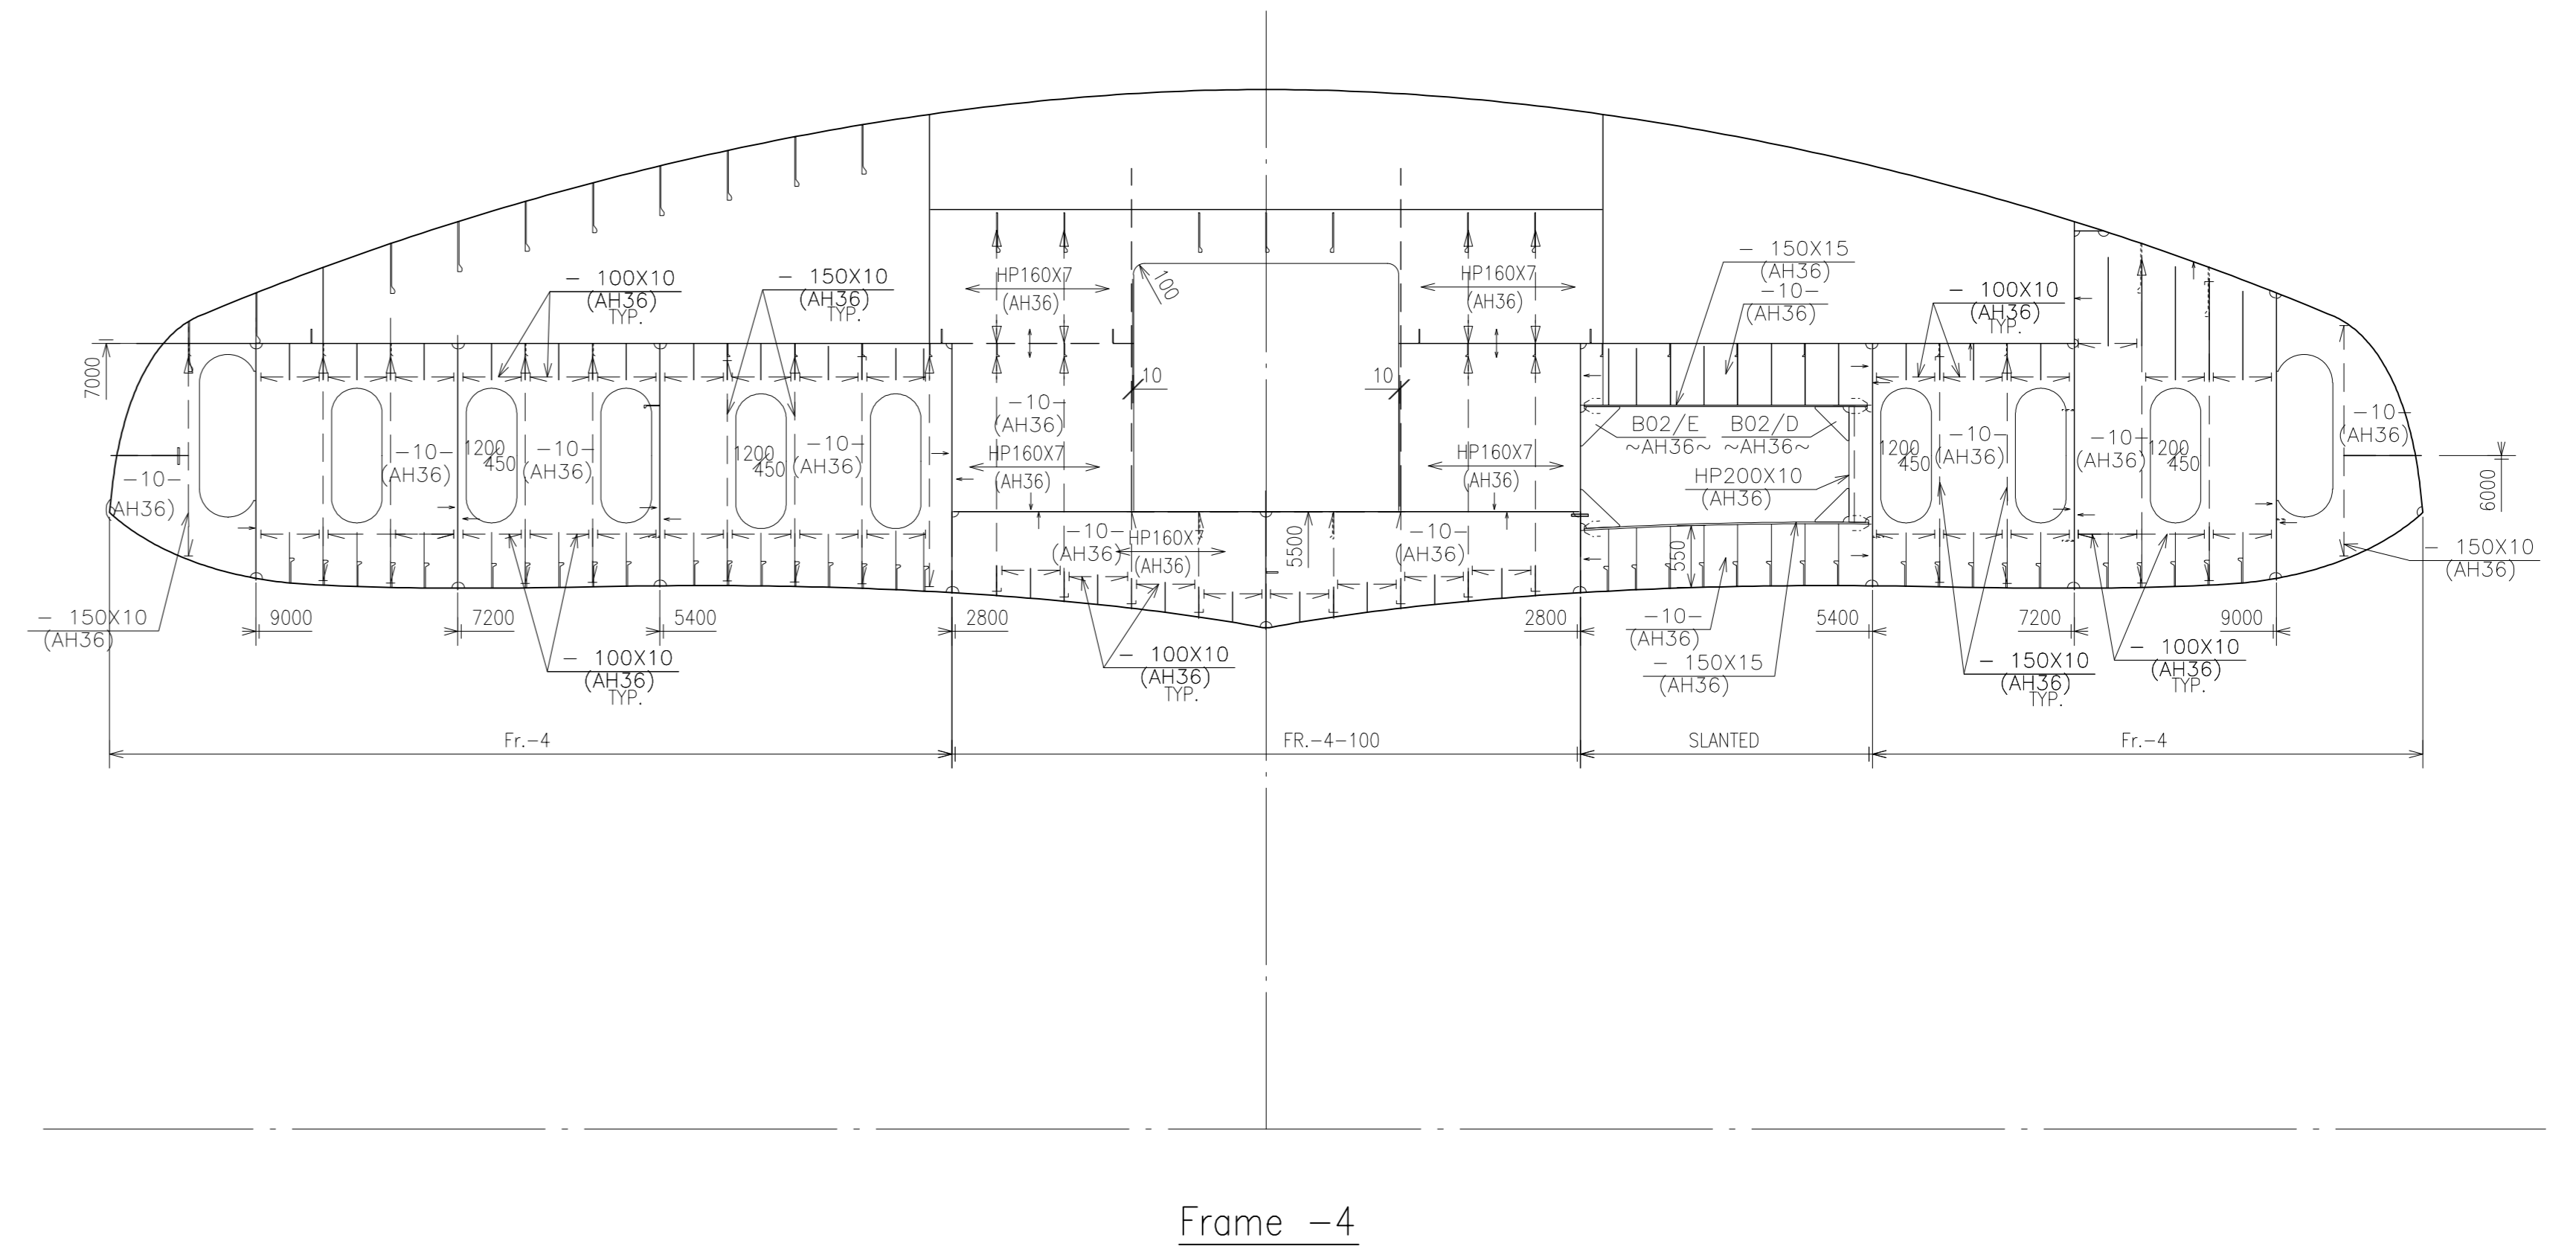 - 150X15
(AH36)
-10-
(AH36)
HP160X7
(AH36)
HP160X7
(AH36)
100
- 100X10
(AH36)
TYP.
- 150X10
(AH36)
TYP.
- 100X10
(AH36)
TYP.
7000
10
10
-10-
(AH36)
-10-
(AH36)
B02/E
~AH36~
B02/D
~AH36~
-10-
(AH36)
1200
450
-10-
(AH36)
1200
450
-10-
(AH36)
HP160X7
(AH36)
HP160X7
(AH36)
1200
450
-10-
(AH36)
-10-
(AH36)
1200
450
HP200X10
(AH36)
-10-
(AH36)
6000
-10-
(AH36)
HP160X7
(AH36)
5500
-10-
(AH36)
550
- 150X10
(AH36)
- 150X10
(AH36)
9000
7200
5400
2800
2800
5400
7200
9000
-10-
(AH36)
- 100X10
(AH36)
TYP.
- 100X10
(AH36)
TYP.
- 150X15
(AH36)
- 150X10
(AH36)
TYP.
- 100X10
(AH36)
TYP.
Fr.-4
FR.-4-100
SLANTED
Fr.-4
Frame -4